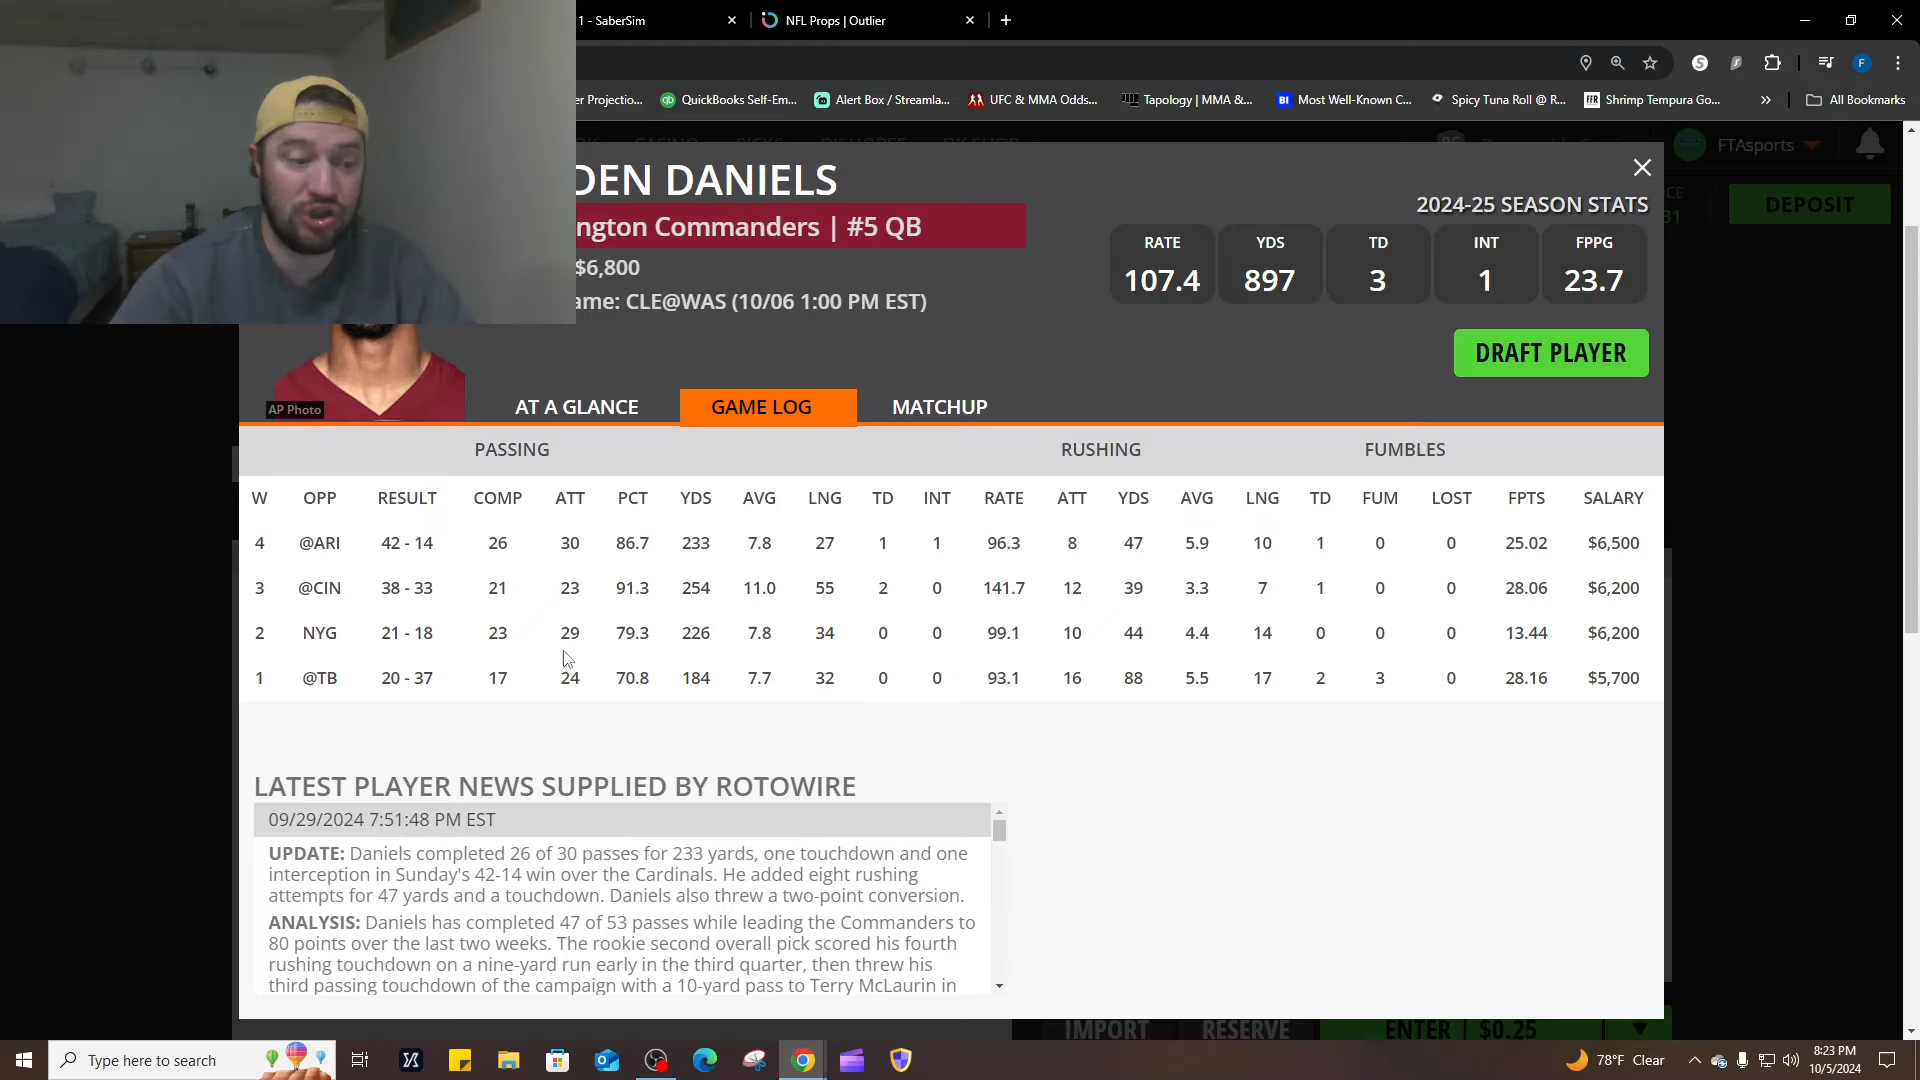 1 - SaberSim
NFL Props | Outlier
er Projectio...
QuickBooks Self-Em...
Alert Box / Streamla...
UFC & MMA Odds...
Tapology | MMA &...
BI Most Well-Known C...
Spicy Tuna Roll @ R...
FFR Shrimp Tempura Go...
All Bookmarks
FTAsports
DEPOSIT
DEN DANIELS
ngton Commanders | #5 QB
$6,800
ame: CLE@WAS (10/06 1:00 PM EST)
2024-25 SEASON STATS
RATE YDS TD INT FPPG
107.4 897 3 1 23.7
DRAFT PLAYER
AP Photo
AT A GLANCE GAME LOG MATCHUP
PASSING RUSHING FUMBLES
W OPP RESULT COMP ATT PCT YDS AVG LNG TD INT RATE ATT YDS AVG LNG TD FUM LOST FPTS SALARY
4 @ARI 42 - 14 26 30 86.7 233 7.8 27 1 1 96.3 8 47 5.9 10 1 0 0 25.02 $6,500
3 @CIN 38 - 33 21 23 91.3 254 11.0 55 2 0 141.7 12 39 3.3 7 1 0 0 28.06 $6,200
2 NYG 21 - 18 23 29 79.3 226 7.8 34 0 0 99.1 10 44 4.4 14 0 0 0 13.44 $6,200
1 @TB 20 - 37 17 24 70.8 184 7.7 32 0 0 93.1 16 88 5.5 17 2 3 0 28.16 $5,700
LATEST PLAYER NEWS SUPPLIED BY ROTOWIRE
09/29/2024 7:51:48 PM EST
UPDATE: Daniels completed 26 of 30 passes for 233 yards, one touchdown and one
interception in Sunday's 42-14 win over the Cardinals. He added eight rushing
attempts for 47 yards and a touchdown. Daniels also threw a two-point conversion.
ANALYSIS: Daniels has completed 47 of 53 passes while leading the Commanders to
80 points over the last two weeks. The rookie second overall pick scored his fourth
rushing touchdown on a nine-yard run early in the third quarter, then threw his
third passing touchdown of the campaign with a 10-yard pass to Terry McLaurin in
IMPORT RESERVE ENTER | $0.25
Type here to search
78°F Clear
8:23 PM
10/5/2024